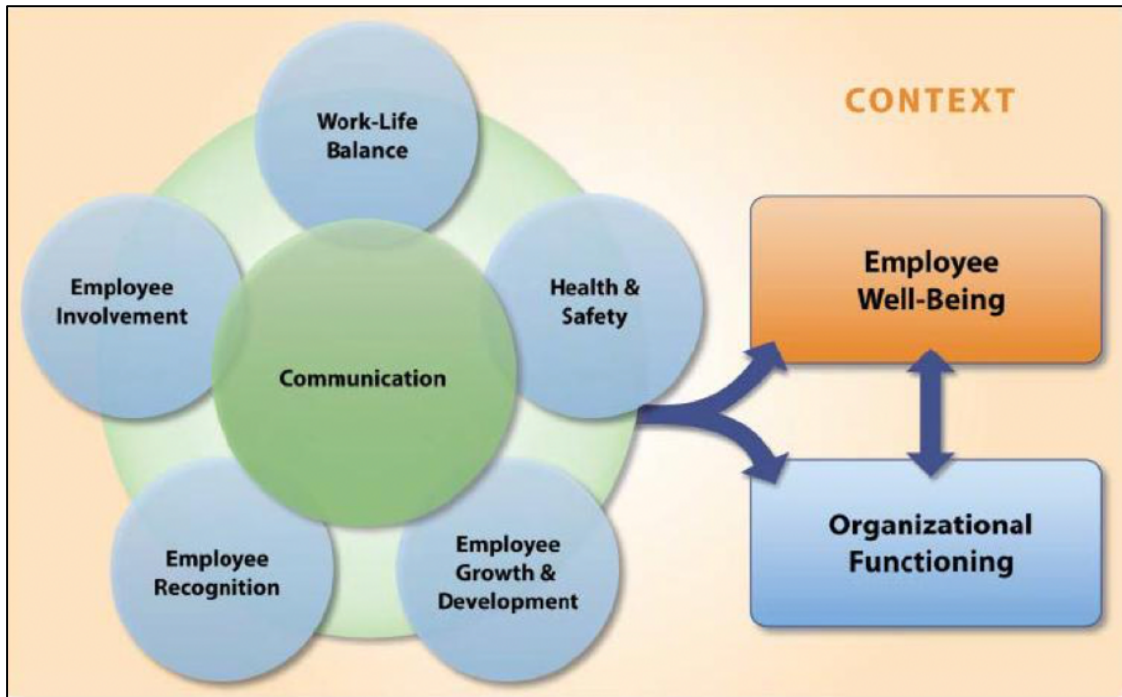 Work-Life
Balance
CONTEXT
Employee
Involvement
Health &
Safety
Employee
Well-Being
Communication
Employee
Recognition
Employee
Growth &
Development
Organizational
Functioning